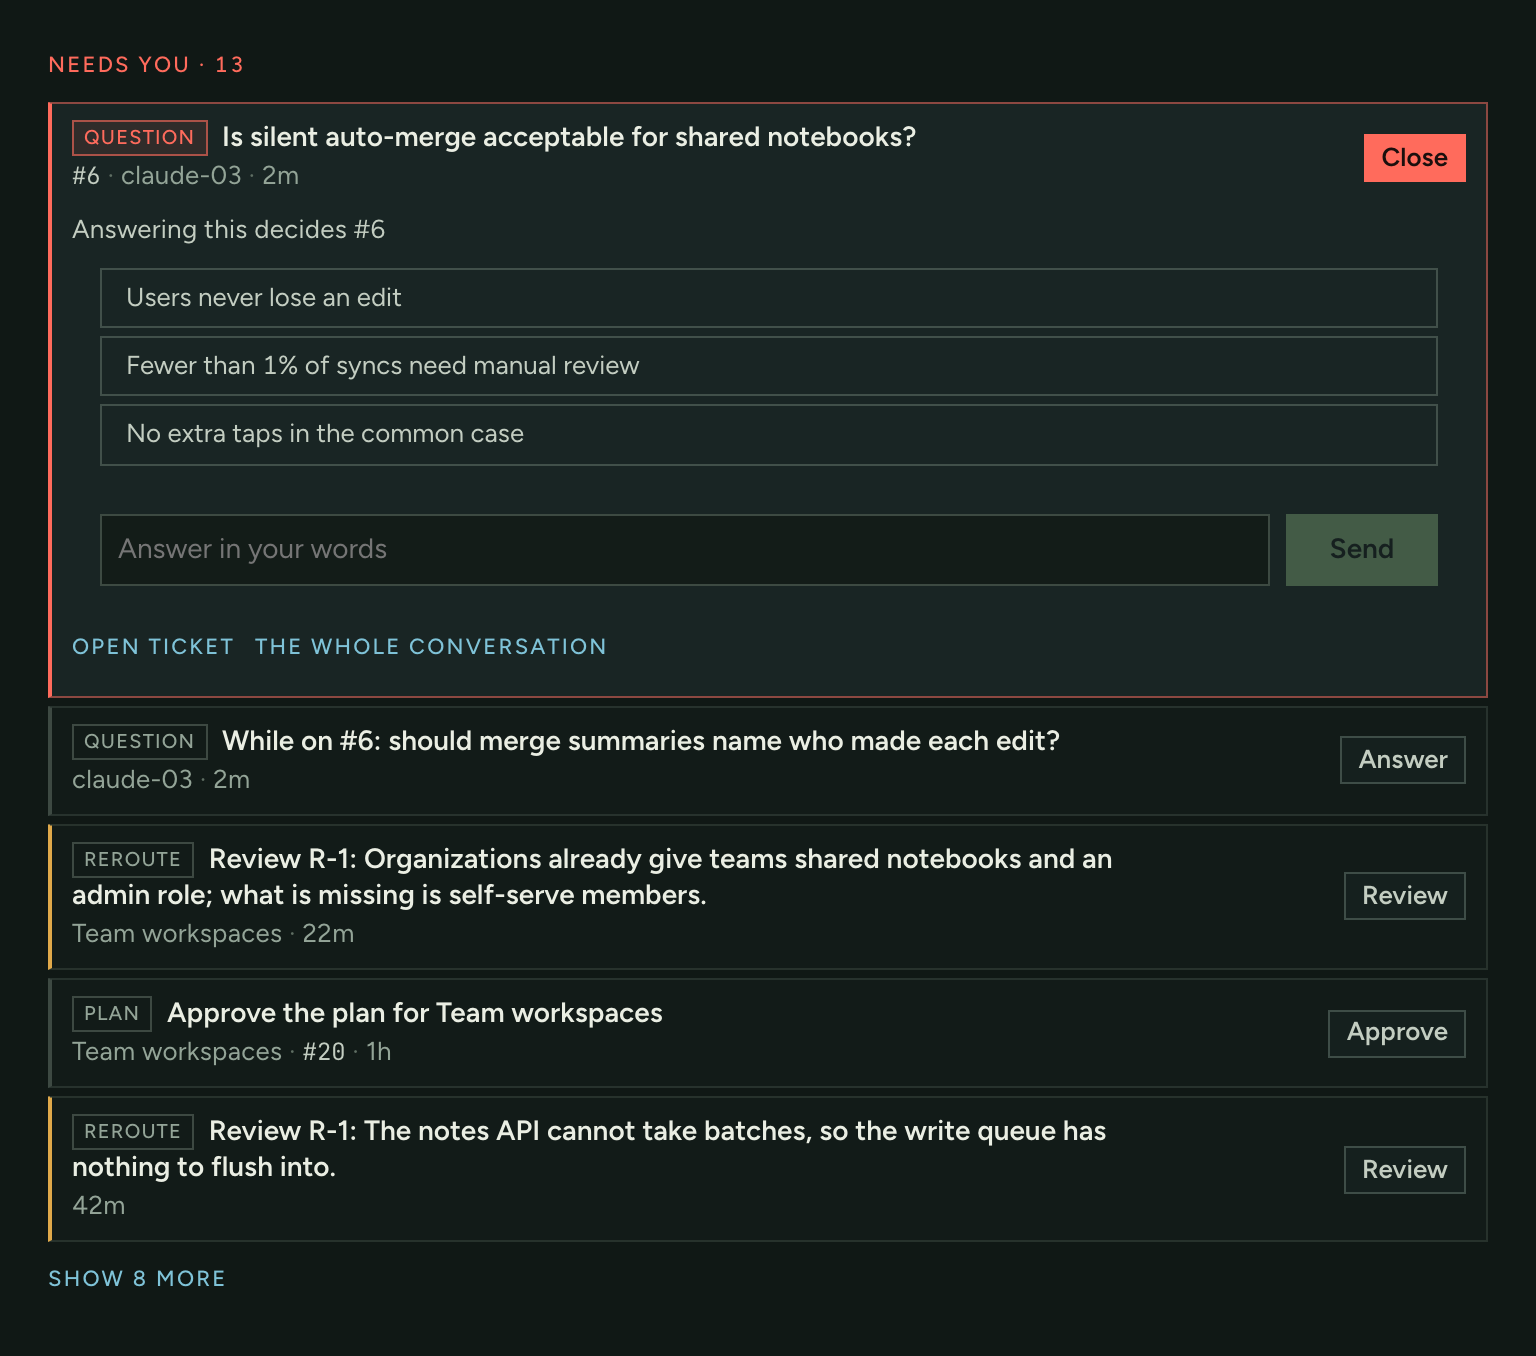 NEEDS YOU · 13
QUESTION Is silent auto-merge acceptable for shared notebooks?
#6 · claude-03 · 2m
Close
Answering this decides #6
Users never lose an edit
Fewer than 1% of syncs need manual review
No extra taps in the common case
Answer in your words
Send
OPEN TICKET THE WHOLE CONVERSATION
QUESTION While on #6: should merge summaries name who made each edit?
claude-03 · 2m
Answer
REROUTE Review R-1: Organizations already give teams shared notebooks and an
admin role; what is missing is self-serve members.
Team workspaces · 22m
Review
PLAN Approve the plan for Team workspaces
Team workspaces · #20 · 1h
Approve
REROUTE Review R-1: The notes API cannot take batches, so the write queue has
nothing to flush into.
42m
Review
SHOW 8 MORE